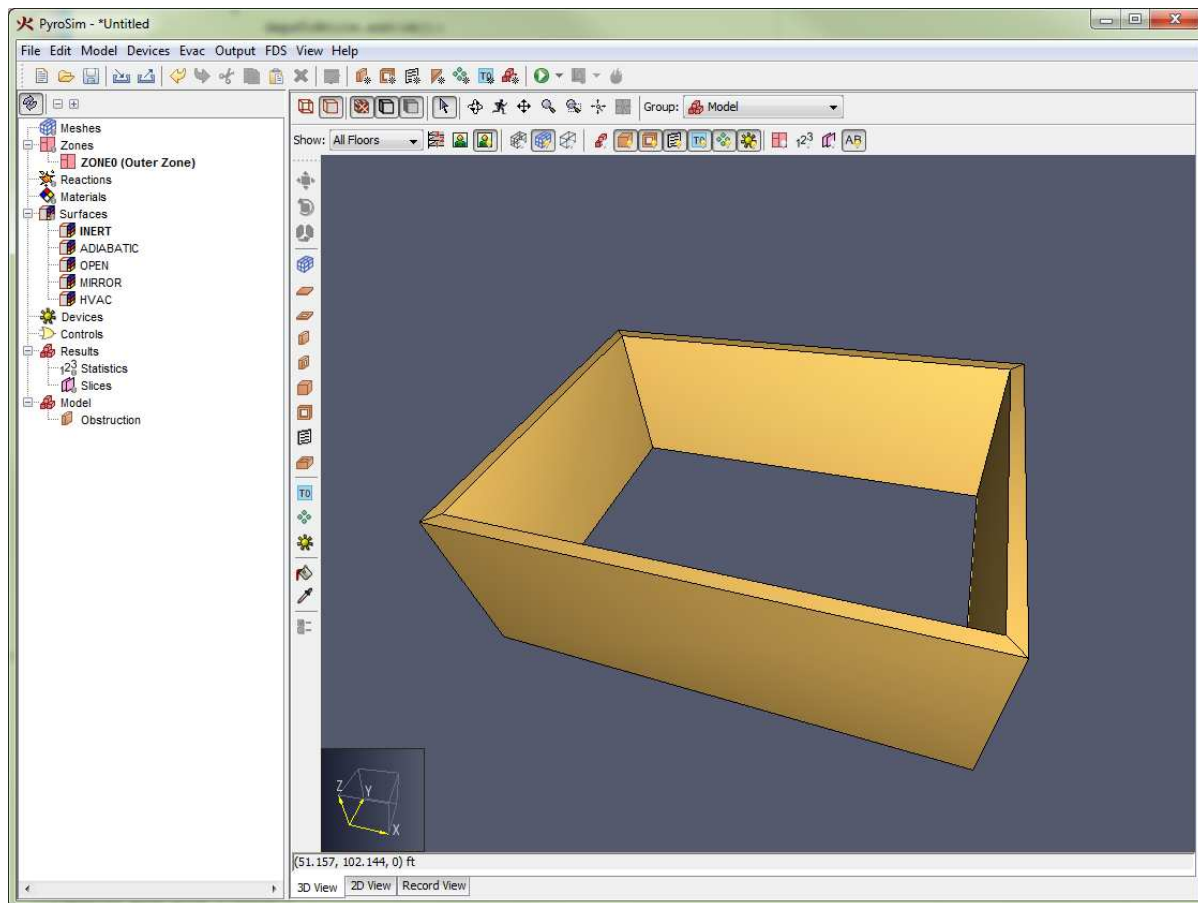 PyroSim - *Untitled
File Edit Model Devices Evac Output FDS View Help
Group: Model
Show: All Floors
Meshes
Zones
ZONE0 (Outer Zone)
Reactions
Materials
Surfaces
INERT
ADIABATIC
OPEN
MIRROR
HVAC
Devices
Controls
Results
Statistics
Slices
Model
Obstruction
Z
Y
X
(51.157, 102.144, 0) ft
3D View 2D View Record View